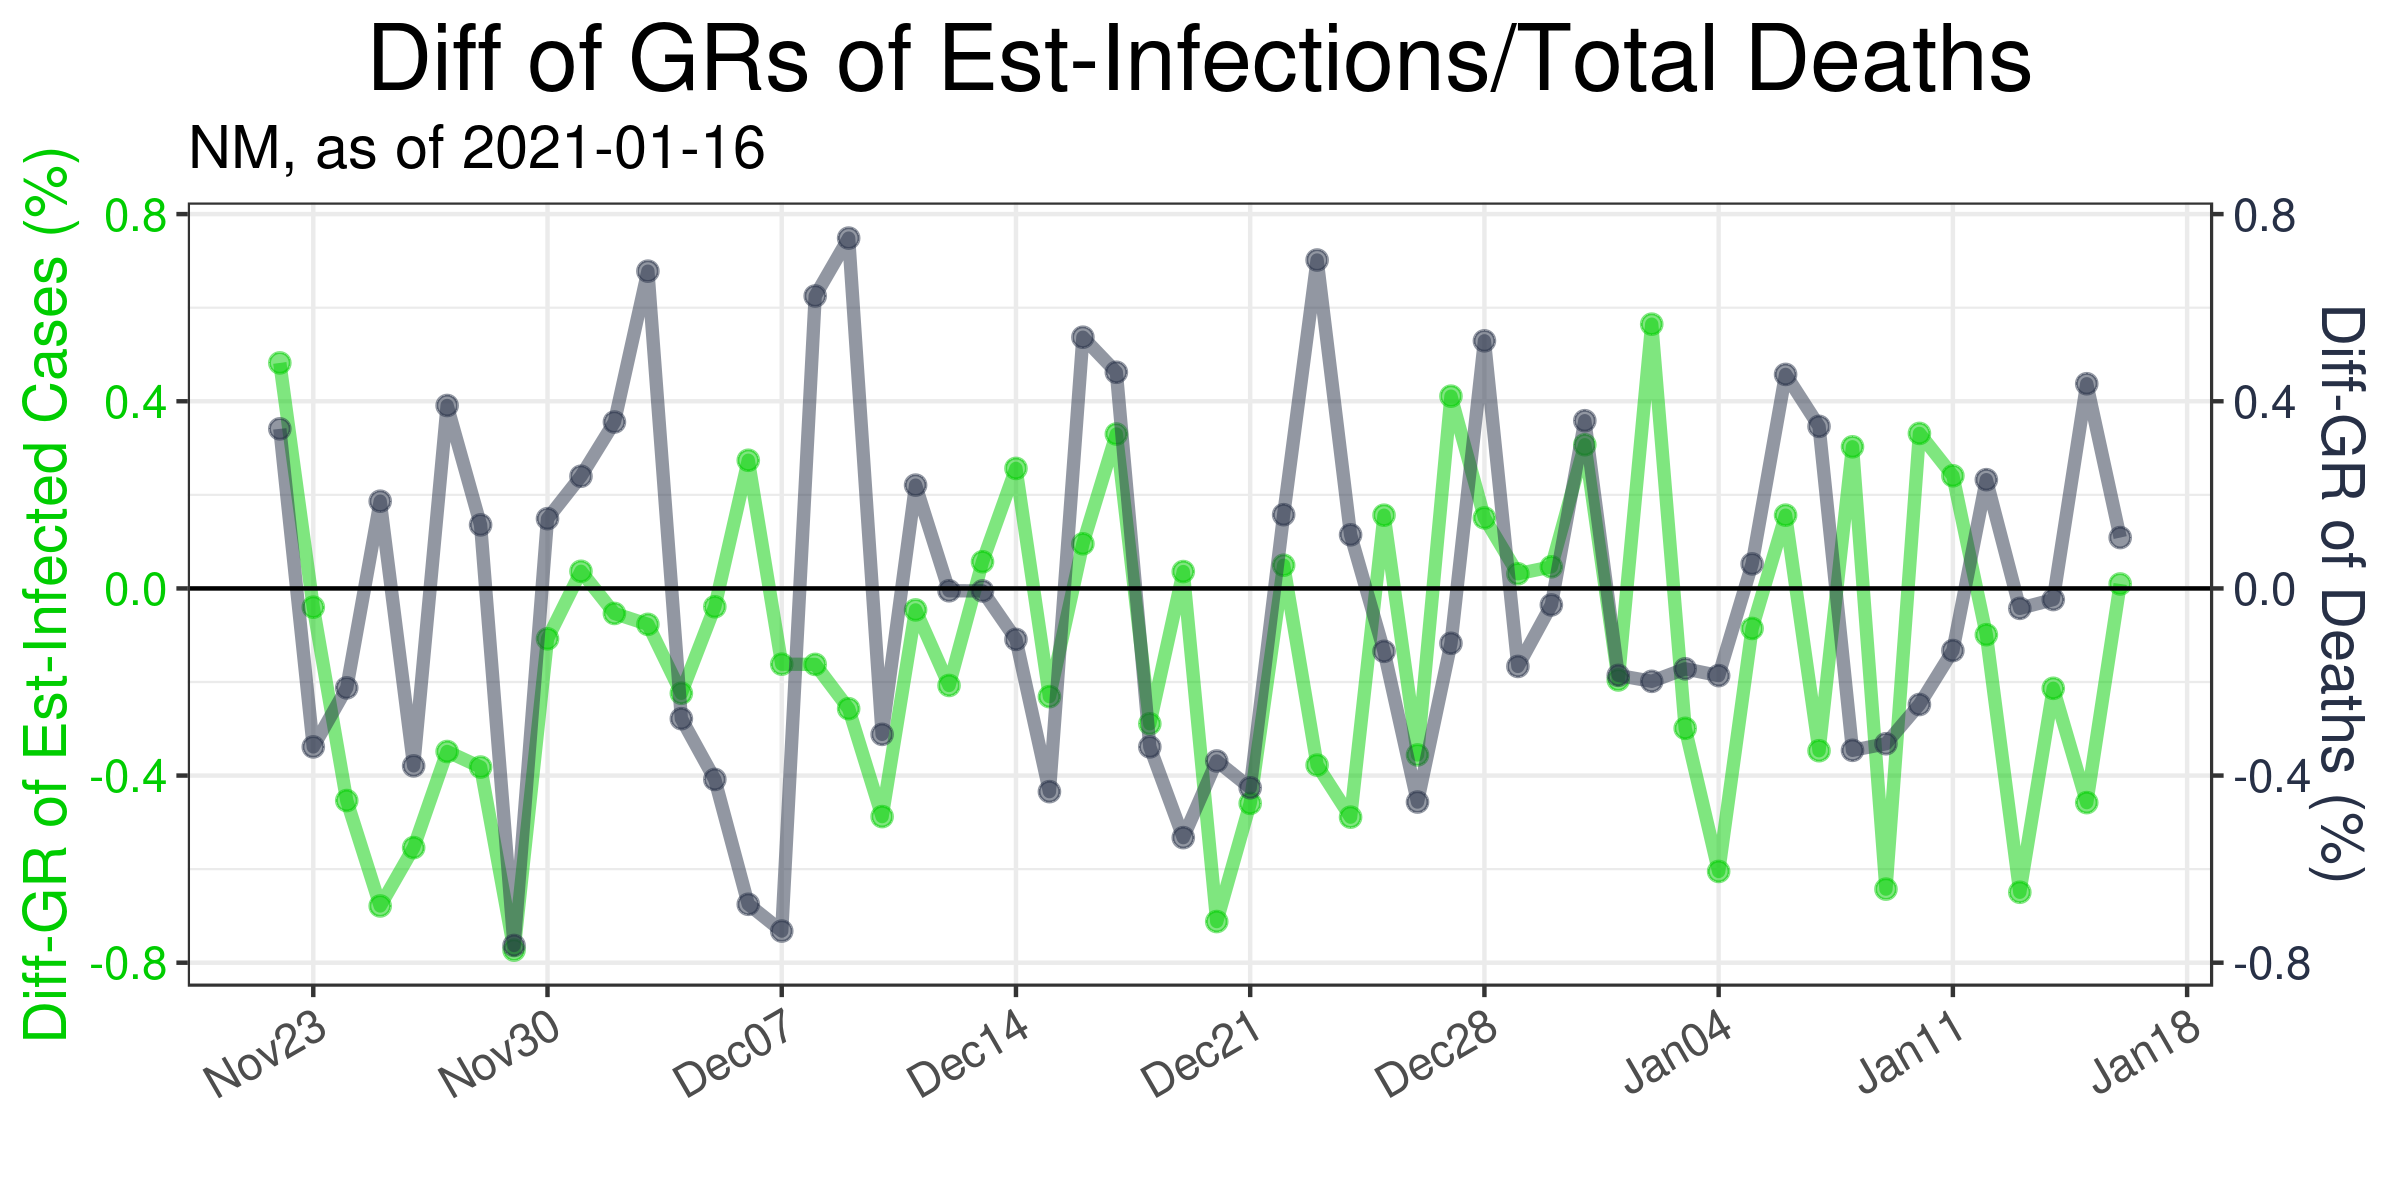 Diff of GRs of Est-Infections/Total Deaths
NM, as of 2021-01-16
Diff-GR of Est-Infected Cases (%)
0.8
0.4
0.0
-0.4
-0.8
0.8
0.4
0.0
-0.4
-0.8
Diff-GR of Deaths (%)
Nov23
Nov30
Dec07
Dec14
Dec21
Dec28
Jan04
Jan11
Jan18